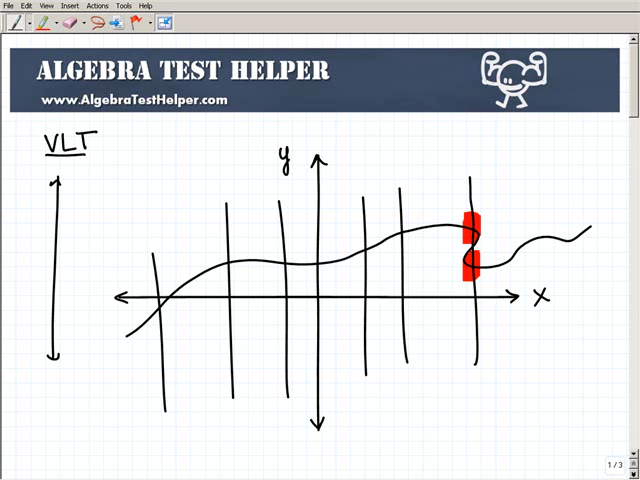 File Edit View Insert Actions Tools Help
ALGEBRA TEST HELPER
www.AlgebraTestHelper.com
VLT
y
x
1 / 3